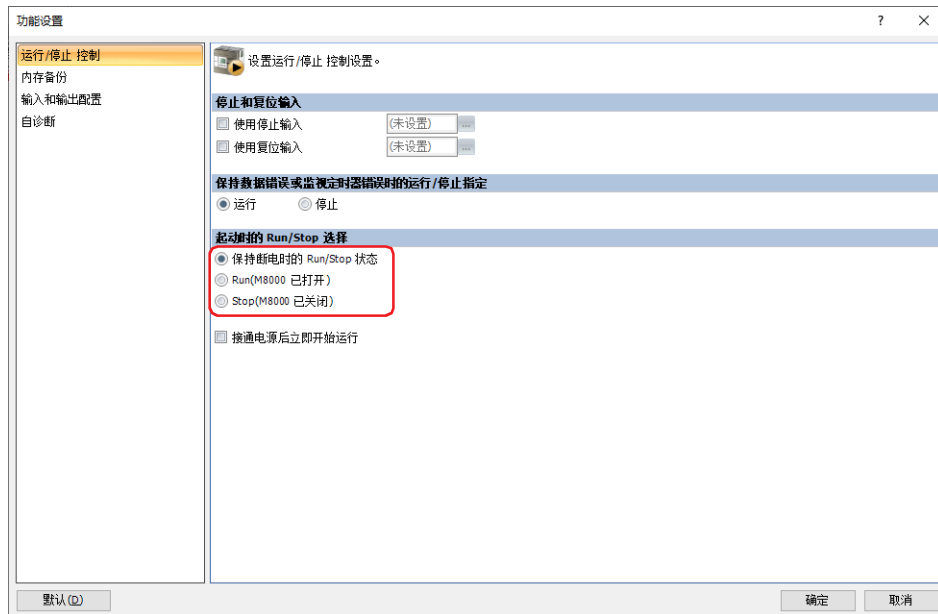 功能设置
?
×
运行/停止 控制
内存备份
输入和输出配置
自诊断
设置运行/停止 控制设置。
停止和复位输入
使用停止输入 (未设置) ...
使用复位输入 (未设置) ...
保持数据错误或监视定时器错误时的运行/停止指定
运行 停止
起动时的 Run/Stop 选择
保持断电时的 Run/Stop 状态
Run(M8000 已打开)
Stop(M8000 已关闭)
接通电源后立即开始运行
默认(D) 确定 取消